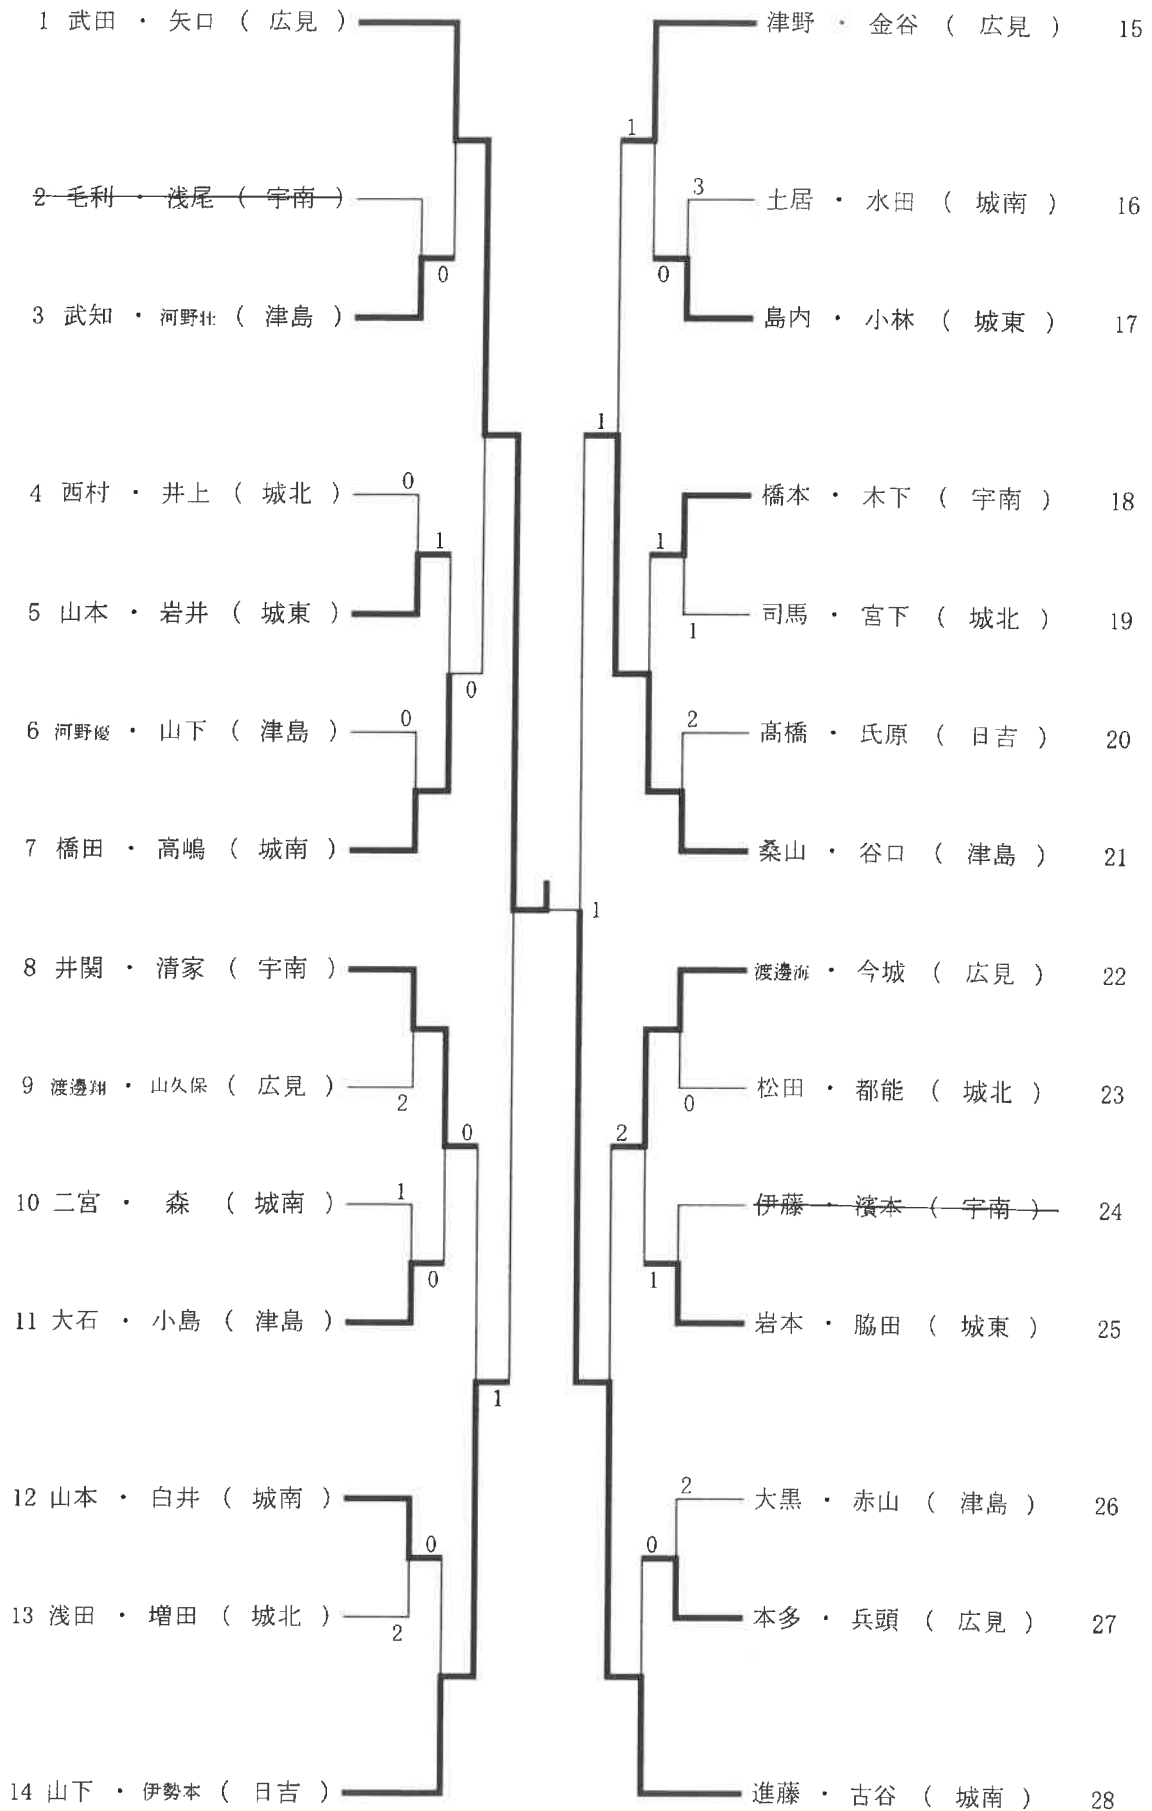 1 武田 ・ 矢口 ( 広見 )
2 毛利 ・ 浅尾 ( 宇南 )
0
3 武知 ・ 河野壮 ( 津島 )
0
4 西村 ・ 井上 ( 城北 )
1
5 山本 ・ 岩井 ( 城東 )
0
0
6 河野優 ・ 山下 ( 津島 )
7 橋田 ・ 高嶋 ( 城南 )
8 井関 ・ 清家 ( 宇南 )
9 渡邊翔 ・ 山久保 ( 広見 )
2
0
1
10 二宮 ・ 森 ( 城南 )
0
11 大石 ・ 小島 ( 津島 )
1
12 山本 ・ 白井 ( 城南 )
0
13 浅田 ・ 増田 ( 城北 )
2
14 山下 ・ 伊勢本 ( 日吉 )
津野 ・ 金谷 ( 広見 ) 15
1
3
土居 ・ 水田 ( 城南 ) 16
0
島内 ・ 小林 ( 城東 ) 17
1
橋本 ・ 木下 ( 宇南 ) 18
1
司馬 ・ 宮下 ( 城北 ) 19
1
2
髙橋 ・ 氏原 ( 日吉 ) 20
桑山 ・ 谷口 ( 津島 ) 21
1
渡邊海 ・ 今城 ( 広見 ) 22
松田 ・ 都能 ( 城北 ) 23
0
2
伊藤 ・ 濱本 ( 宇南 ) 24
1
岩本 ・ 脇田 ( 城東 ) 25
2
大黒 ・ 赤山 ( 津島 ) 26
0
本多 ・ 兵頭 ( 広見 ) 27
進藤 ・ 古谷 ( 城南 ) 28